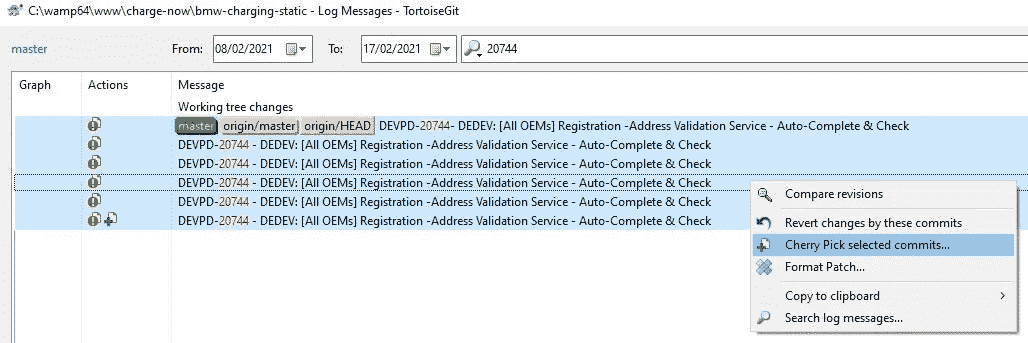 C:\wamp64\www\charge-now\bmw-charging-static - Log Messages - TortoiseGit
master From: 08/02/2021 To: 17/02/2021 20744
Graph Actions Message
Working tree changes
master origin/master origin/HEAD DEVPD-20744- DEDEV: [All OEMs] Registration -Address Validation Service - Auto-Complete & Check
DEVPD-20744 - DEDEV: [All OEMs] Registration -Address Validation Service - Auto-Complete & Check
DEVPD-20744 - DEDEV: [All OEMs] Registration -Address Validation Service - Auto-Complete & Check
DEVPD-20744 - DEDEV: [All OEMs] Registration -Address Validation Service - Auto-Complete & Check
DEVPD-20744 - DEDEV: [All OEMs] Registration -Address Validation Service - Auto-Complete & Check
DEVPD-20744 - DEDEV: [All OEMs] Registration -Address Validation Service - Auto-Complete & Check
Compare revisions
Revert changes by these commits
Cherry Pick selected commits...
Format Patch...
Copy to clipboard
Search log messages...